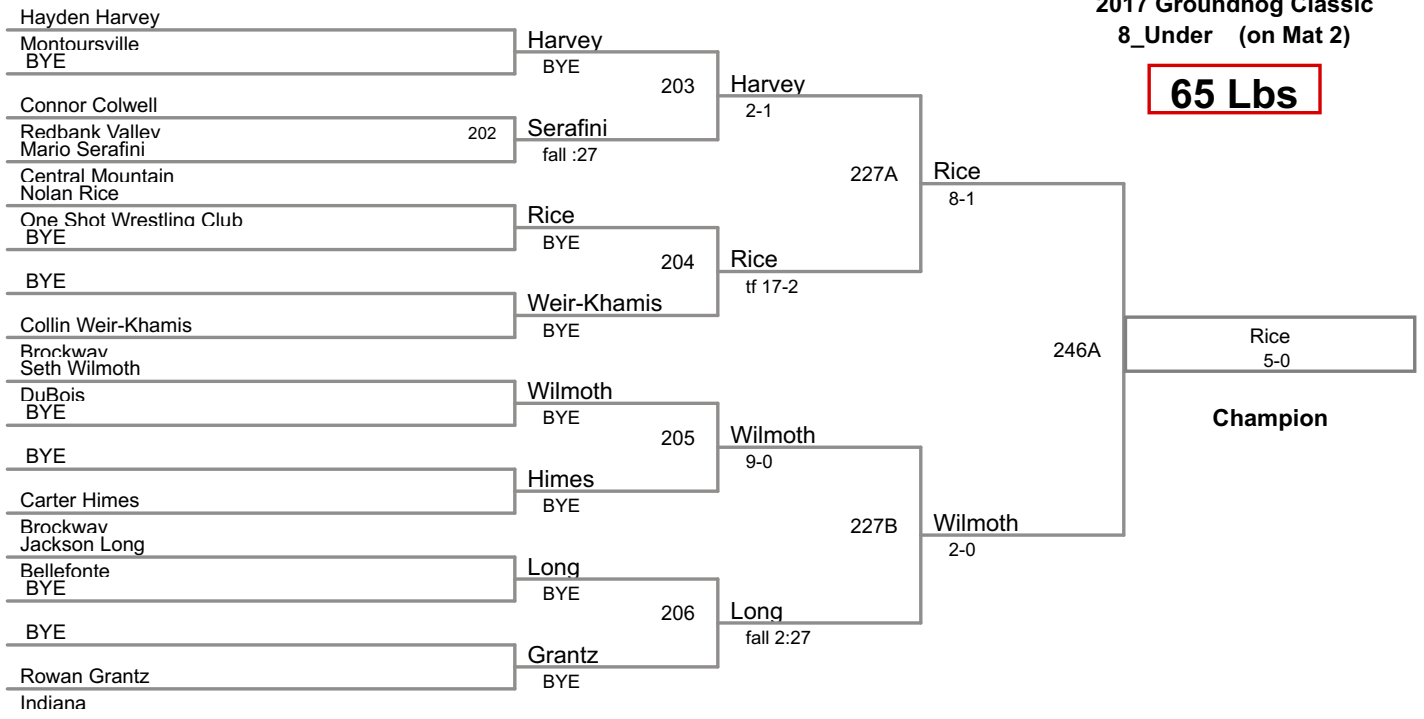 2017 Groundhog Classic
8_Under (on Mat 2)
65 Lbs
Hayden Harvey
Montoursville
BYE
Connor Colwell
Redbank Valley
Mario Serafini
Central Mountain
Nolan Rice
One Shot Wrestling Club
BYE
BYE
Collin Weir-Khamis
Brockway
Seth Wilmoth
DuBois
BYE
BYE
Carter Himes
Brockway
Jackson Long
Bellefonte
BYE
BYE
Rowan Grantz
Indiana
202
Harvey
BYE
Serafini
fall :27
Rice
BYE
Weir-Khamis
BYE
Wilmoth
BYE
Himes
BYE
Long
BYE
Grantz
BYE
203
204
205
206
Harvey
2-1
Rice
tf 17-2
Wilmoth
9-0
Long
fall 2:27
227A
227B
Rice
8-1
Wilmoth
2-0
246A
Rice
5-0
Champion